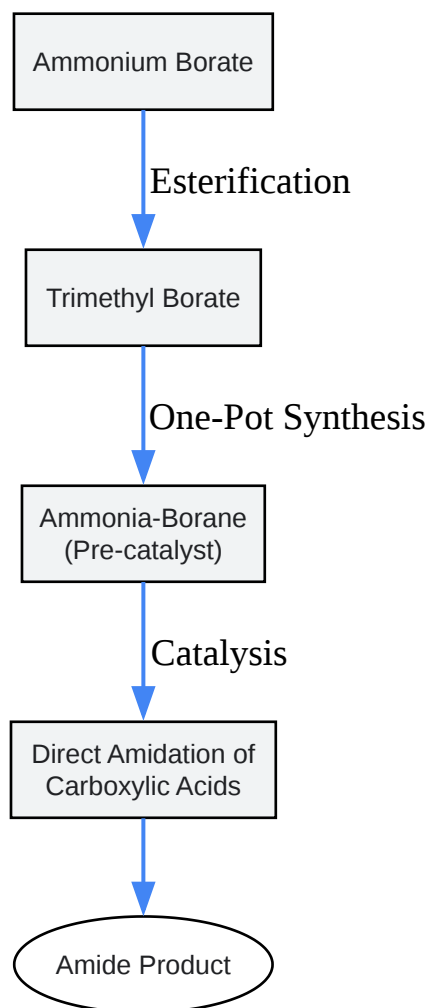 Ammonium Borate
Esterification
Trimethyl Borate
One-Pot Synthesis
Ammonia-Borane
(Pre-catalyst)
Catalysis
Direct Amidation of
Carboxylic Acids
Amide Product